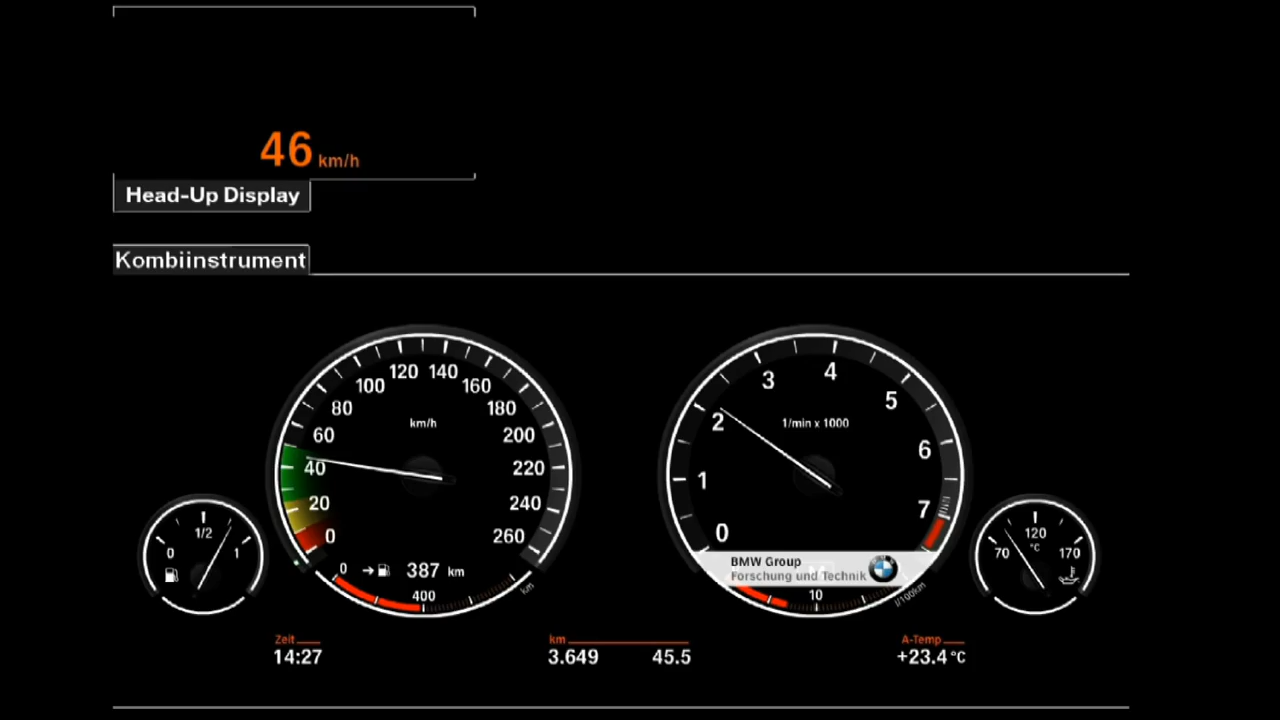 46 km/h
Head-Up Display
Kombiinstrument
0 20 40 60 80 100 120 140 160 180 200 220 240 260
km/h
0 387 km
400
km
0 1 2 3 4 5 6 7
1/min x 1000
BMW Group
Forschung und Technik
10
l/100km
0 1/2 1
70 120 170
°C
Zeit
14:27
km
3.649 45.5
A-Temp
+23.4 °C